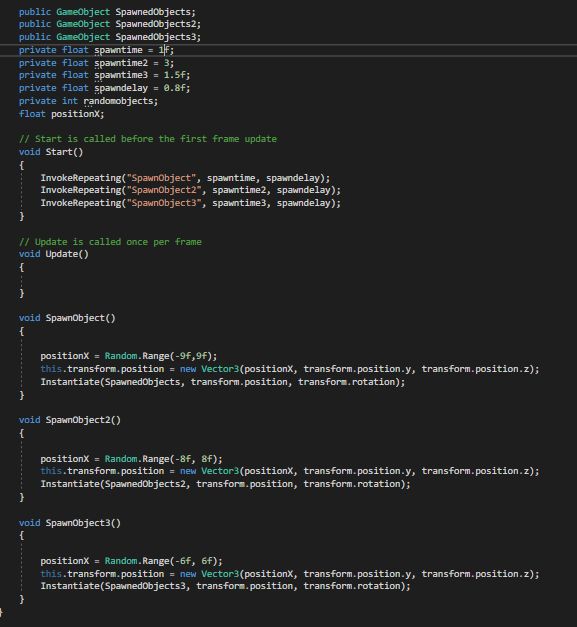 public GameObject SpawnedObjects;
public GameObject SpawnedObjects2;
public GameObject SpawnedObjects3;
private float spawntime = 1f;
private float spawntime2 = 3;
private float spawntime3 = 1.5f;
private float spawndelay = 0.8f;
private int randomobjects;
float positionX;
// Start is called before the first frame update
void Start()
{
InvokeRepeating("SpawnObject", spawntime, spawndelay);
InvokeRepeating("SpawnObject2", spawntime2, spawndelay);
InvokeRepeating("SpawnObject3", spawntime3, spawndelay);
}
// Update is called once per frame
void Update()
{
}
void SpawnObject()
{
positionX = Random.Range(-9f,9f);
this.transform.position = new Vector3(positionX, transform.position.y, transform.position.z);
Instantiate(SpawnedObjects, transform.position, transform.rotation);
}
void SpawnObject2()
{
positionX = Random.Range(-8f, 8f);
this.transform.position = new Vector3(positionX, transform.position.y, transform.position.z);
Instantiate(SpawnedObjects2, transform.position, transform.rotation);
}
void SpawnObject3()
{
positionX = Random.Range(-6f, 6f);
this.transform.position = new Vector3(positionX, transform.position.y, transform.position.z);
Instantiate(SpawnedObjects3, transform.position, transform.rotation);
}
}